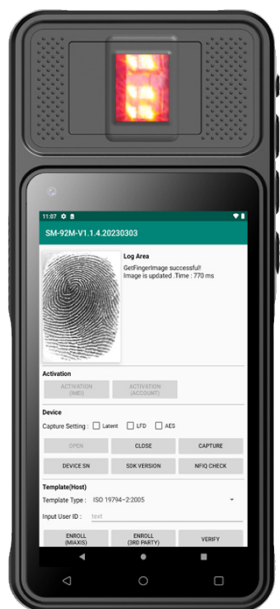 11:07
SM-92M-V1.1.4.20230303
Log Area
GetFingerImage successful!
Image is updated .Time : 770 ms
Activation
ACTIVATION
(IMEI)
ACTIVATION
(ACCOUNT)
Device
Capture Setting : Latent LFD AES
OPEN CLOSE CAPTURE
DEVICE SN SDK VERSION NFIQ CHECK
Template(Host)
Template Type : ISO 19794-2:2005
Input User ID : text
ENROLL
(MIAXIS)
ENROLL
(3RD PARTY)
VERIFY